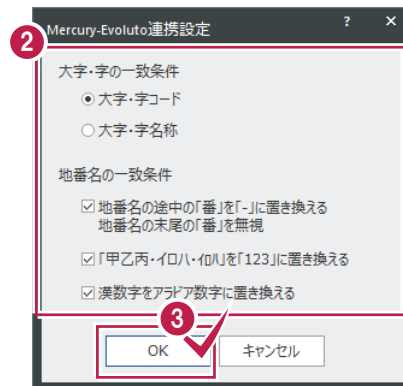 Mercury-Evoluto連携設定
? ×
2
大字・字の一致条件
大字・字コード
大字・字名称
地番名の一致条件
地番名の途中の「番」を「-」に置き換える
地番名の末尾の「番」を無視
「甲乙丙・イロハ・ｲﾛﾊ」を「123」に置き換える
漢数字をｱﾗﾋﾞｱ数字に置き換える
3
OK キャンセル